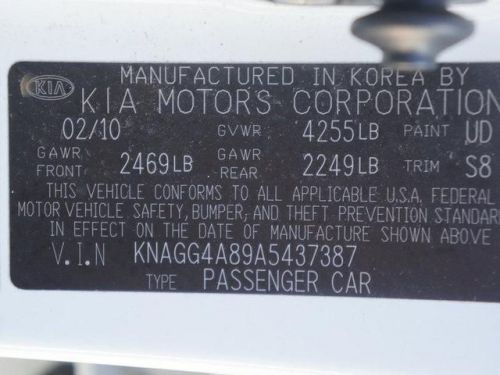 MANUFACTURED IN KOREA BY
KIA KIA MOTORS CORPORATION
02/10 GVWR 4255LB PAINT UD
GAWR FRONT 2469LB GAWR REAR 2249LB TRIM S8
THIS VEHICLE CONFORMS TO ALL APPLICABLE U.S.A. FEDERAL
MOTOR VEHICLE SAFETY, BUMPER, AND THEFT PREVENTION STANDAR
IN EFFECT ON THE DATE OF MANUFACTURE SHOWN ABOVE
V.I.N KNAGG4A89A5437387
TYPE PASSENGER CAR